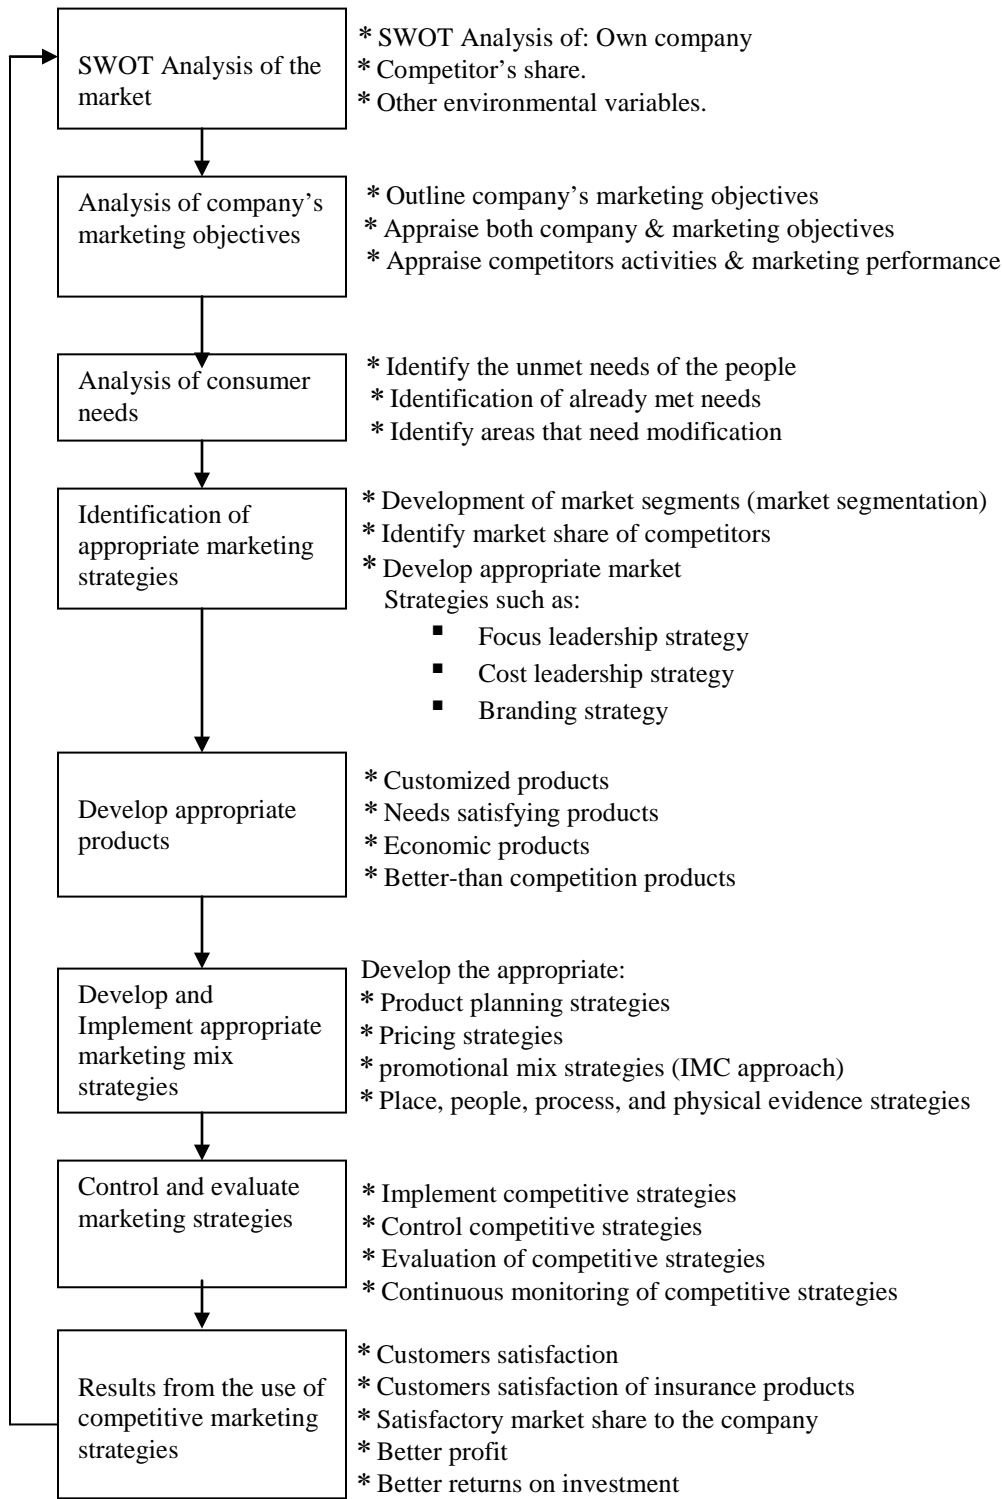 SWOT Analysis of the
market
* SWOT Analysis of: Own company
* Competitor’s share.
* Other environmental variables.
Analysis of company’s
marketing objectives
* Outline company’s marketing objectives
* Appraise both company & marketing objectives
* Appraise competitors activities & marketing performance
Analysis of consumer
needs
* Identify the unmet needs of the people
* Identification of already met needs
* Identify areas that need modification
Identification of
appropriate marketing
strategies
* Development of market segments (market segmentation)
* Identify market share of competitors
* Develop appropriate market
Strategies such as:
▪ Focus leadership strategy
▪ Cost leadership strategy
▪ Branding strategy
Develop appropriate
products
* Customized products
* Needs satisfying products
* Economic products
* Better-than competition products
Develop and
Implement appropriate
marketing mix
strategies
Develop the appropriate:
* Product planning strategies
* Pricing strategies
* promotional mix strategies (IMC approach)
* Place, people, process, and physical evidence strategies
Control and evaluate
marketing strategies
* Implement competitive strategies
* Control competitive strategies
* Evaluation of competitive strategies
* Continuous monitoring of competitive strategies
Results from the use of
competitive marketing
strategies
* Customers satisfaction
* Customers satisfaction of insurance products
* Satisfactory market share to the company
* Better profit
* Better returns on investment